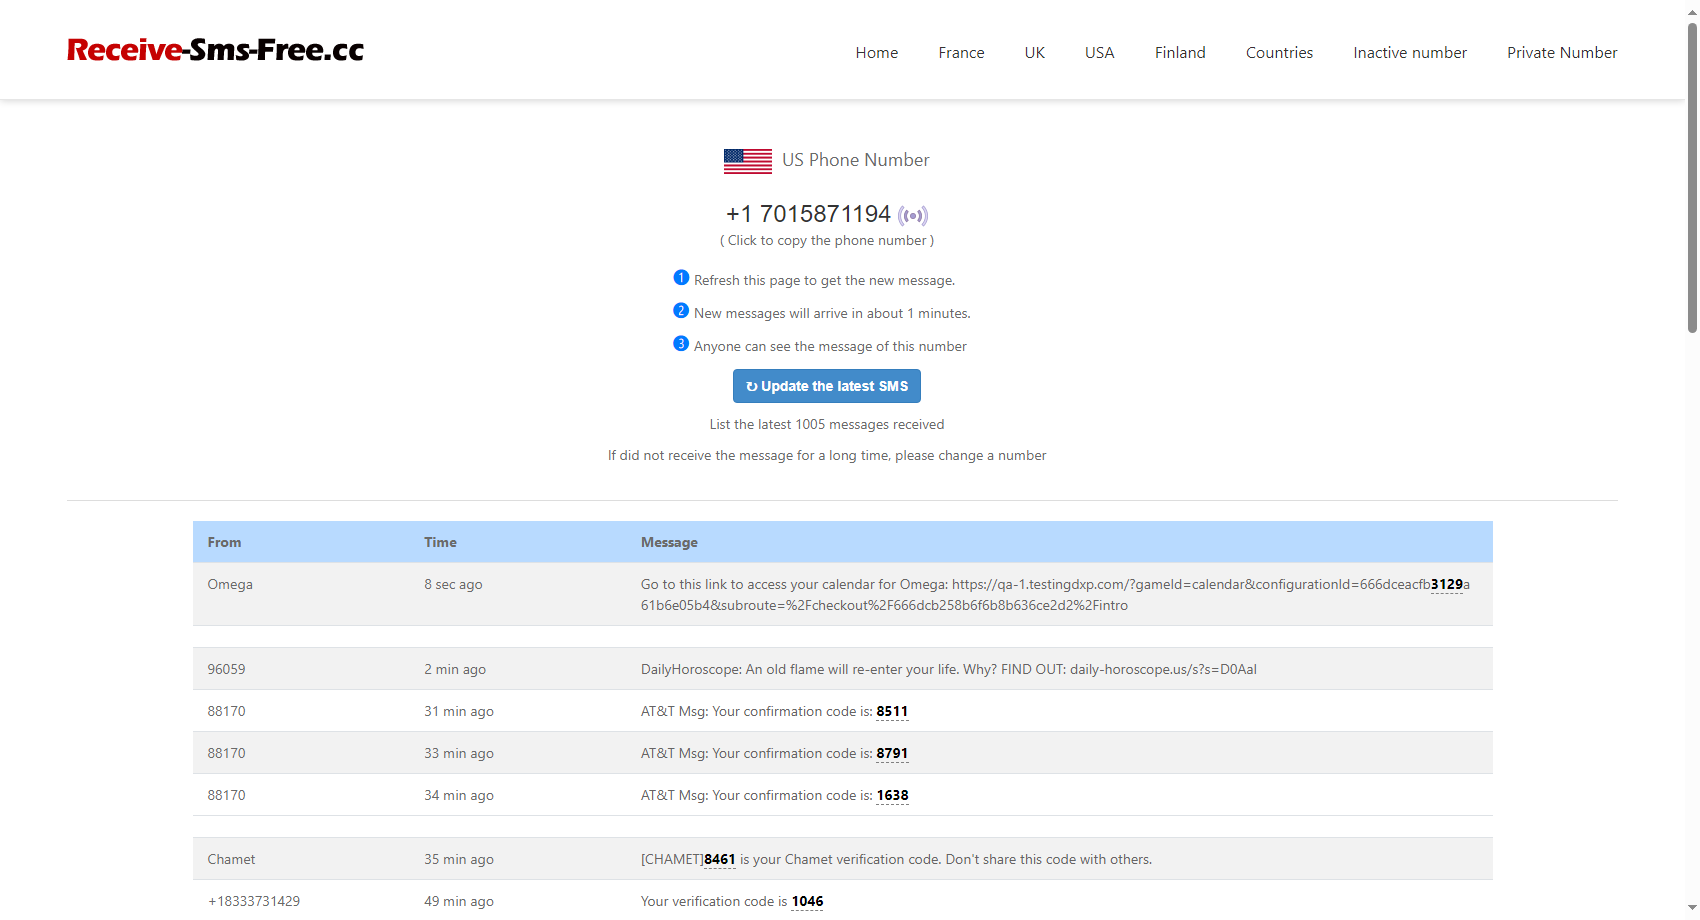 Receive-Sms-Free.cc
Home France UK USA Finland Countries Inactive number Private Number
US Phone Number
+1 7015871194
( Click to copy the phone number )
1 Refresh this page to get the new message.
2 New messages will arrive in about 1 minutes.
3 Anyone can see the message of this number
↻ Update the latest SMS
List the latest 1005 messages received
If did not receive the message for a long time, please change a number
From Time Message
Omega 8 sec ago Go to this link to access your calendar for Omega: https://qa-1.testingdxp.com/?gameId=calendar&configurationId=666dceacfb3129a
61b6e05b4&subroute=%2Fcheckout%2F666dcb258b6f6b8b636ce2d2%2Fintro
96059 2 min ago DailyHoroscope: An old flame will re-enter your life. Why? FIND OUT: daily-horoscope.us/s?s=D0Aal
88170 31 min ago AT&T Msg: Your confirmation code is: 8511
88170 33 min ago AT&T Msg: Your confirmation code is: 8791
88170 34 min ago AT&T Msg: Your confirmation code is: 1638
Chamet 35 min ago [CHAMET]8461 is your Chamet verification code. Don't share this code with others.
+18333731429 49 min ago Your verification code is 1046